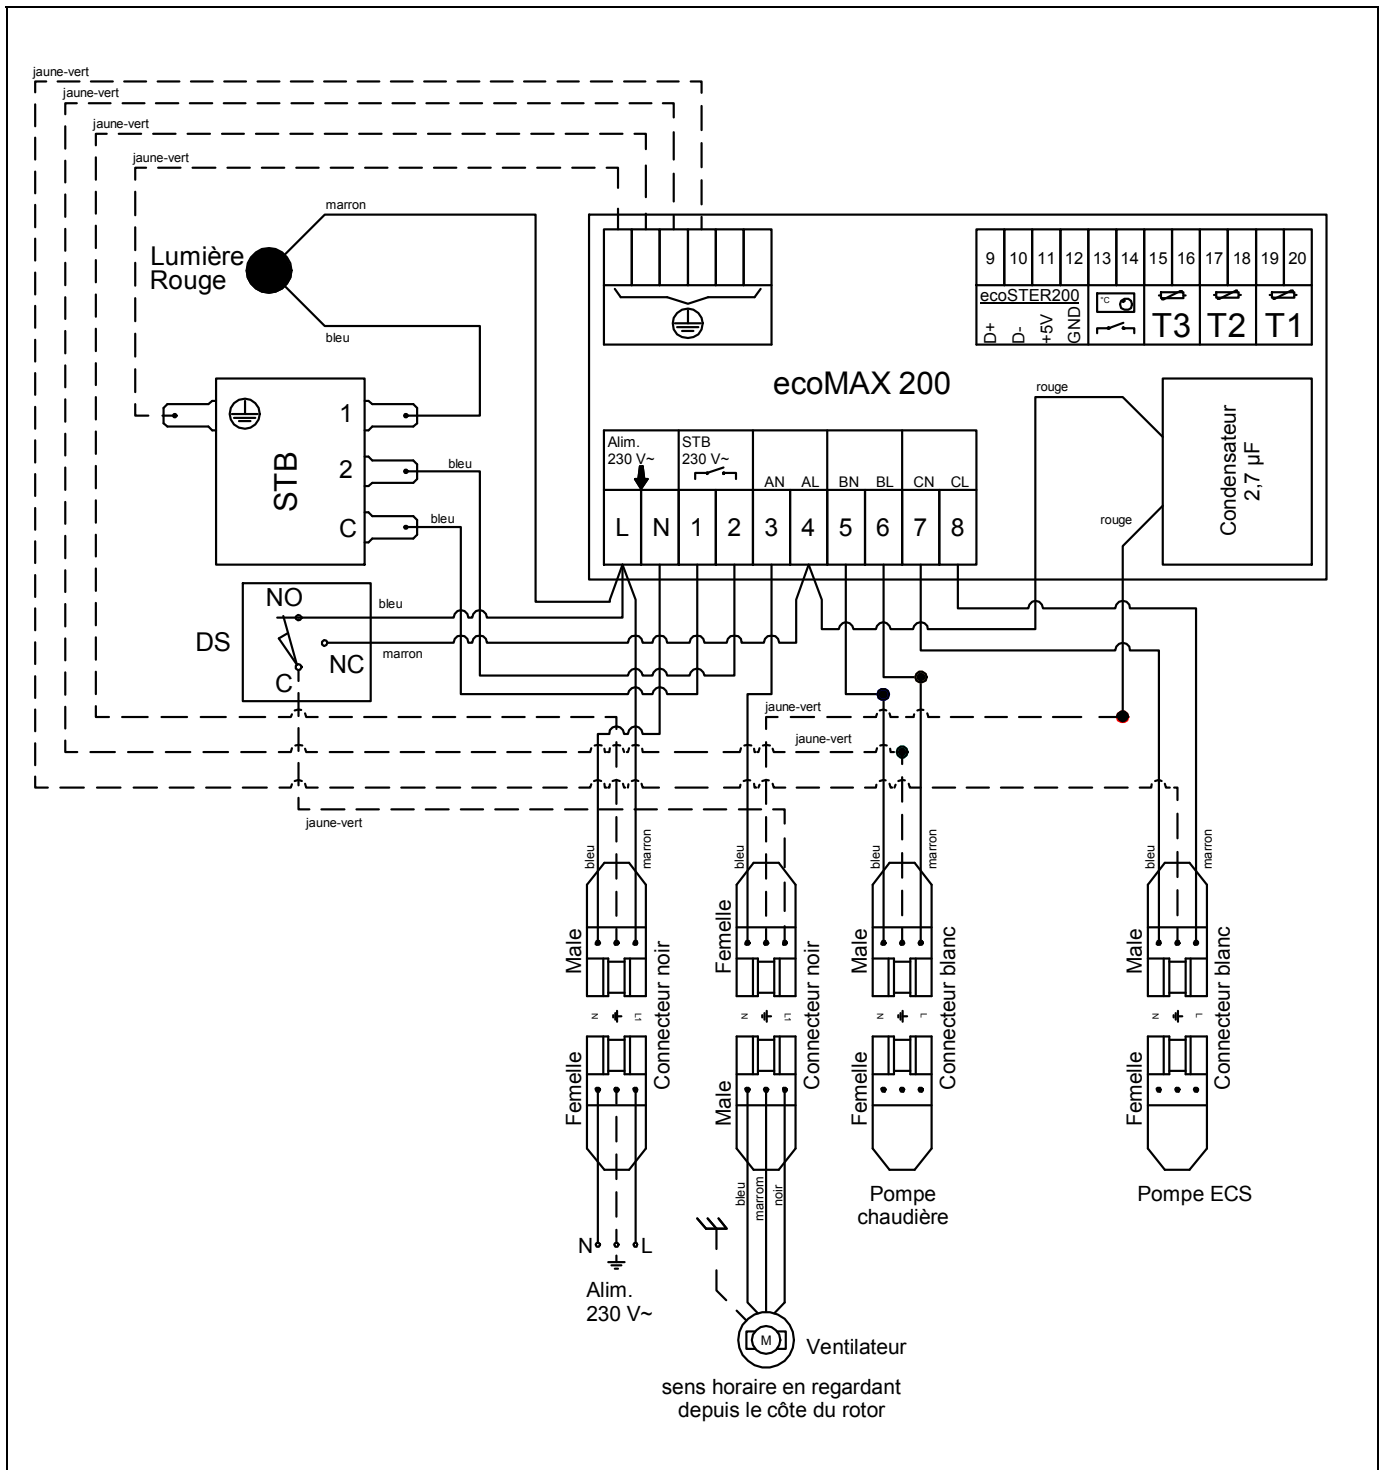 jaune-vert
jaune-vert
jaune-vert
jaune-vert
marron
Lumière
Rouge
bleu
9 10 11 12 13 14 15 16 17 18 19 20
ecoSTER200
D+ D- +5V GND
°C
T3 T2 T1
ecoMAX 200
rouge
Condensateur
2,7 µF
rouge
STB
1
2
C
bleu
bleu
Alim.
230 V~
STB
230 V~
AN AL BN BL CN CL
L N 1 2 3 4 5 6 7 8
DS
NO
NC
C
bleu
marron
jaune-vert
jaune-vert
jaune-vert
bleu
marron
bleu
bleu
marron
bleu
marron
Male
Connecteur noir
Femelle
N L1
Femelle
Connecteur noir
Male
N L1
Male
Connecteur blanc
Femelle
N L
Male
Connecteur blanc
Femelle
N L
bleu
marrom
noir
Pompe
chaudière
Pompe ECS
N L
Alim.
230 V~
M
Ventilateur
sens horaire en regardant
depuis le côte du rotor